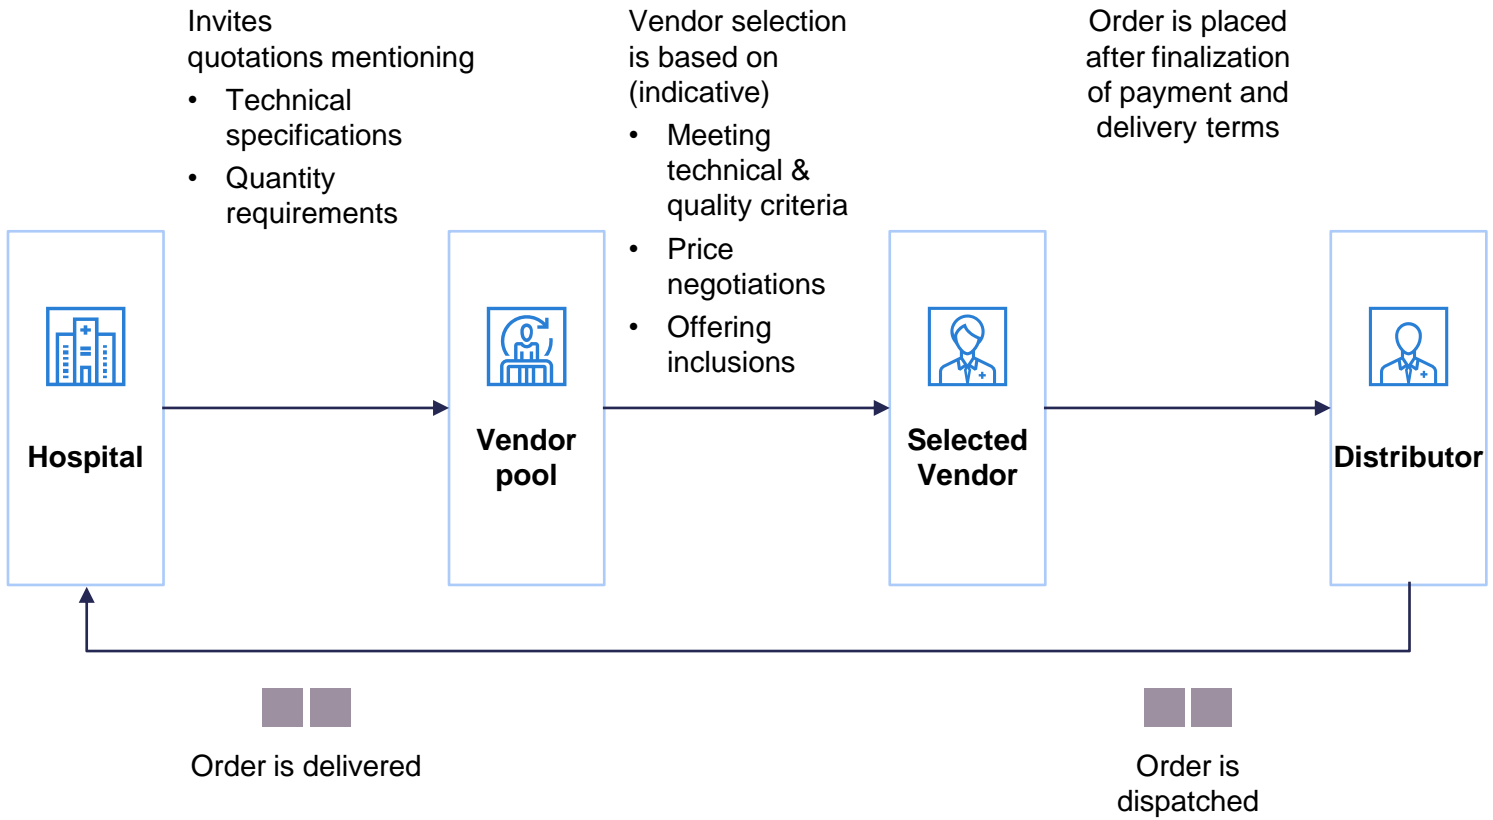 Invites
quotations mentioning
• Technical
specifications
• Quantity
requirements
Vendor selection
is based on
(indicative)
• Meeting
technical &
quality criteria
• Price
negotiations
• Offering
inclusions
Order is placed
after finalization
of payment and
delivery terms
Hospital
Vendor
pool
Selected
Vendor
Distributor
Order is delivered
Order is
dispatched